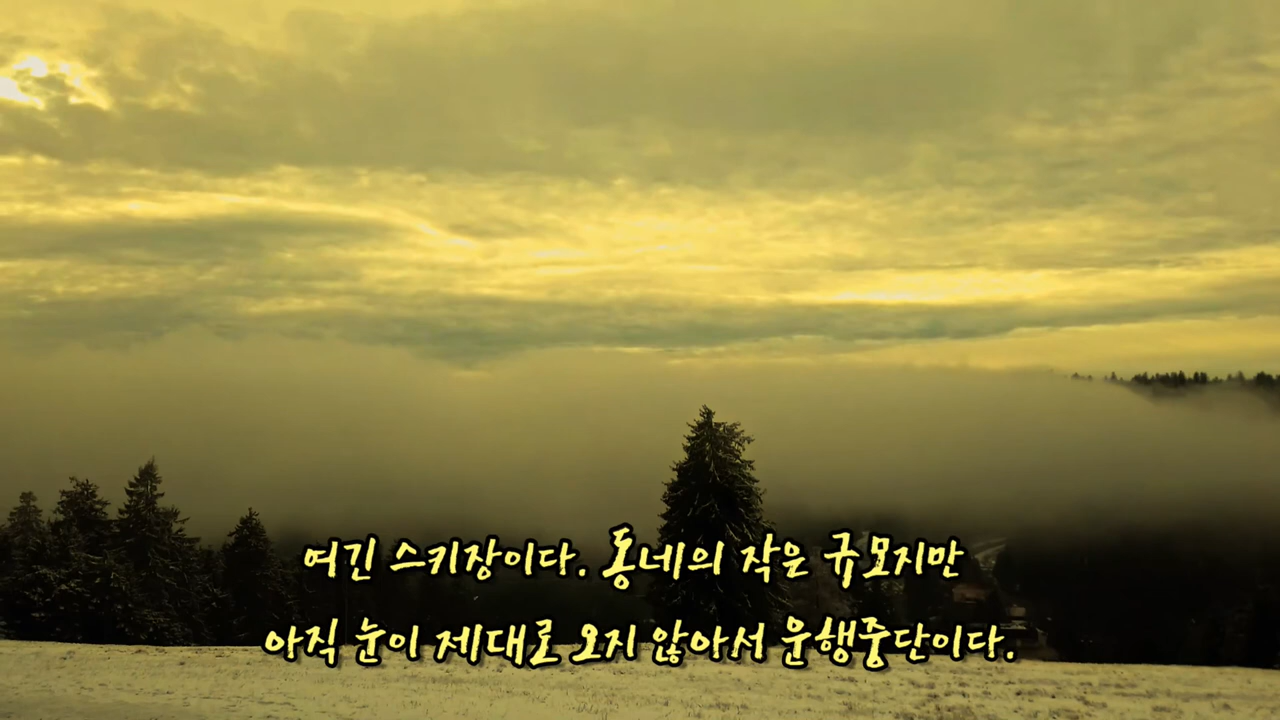 여긴 스키장이다. 동네의 작은 규모지만
아직 눈이 제대로 오지 않아서 운행중단이다.